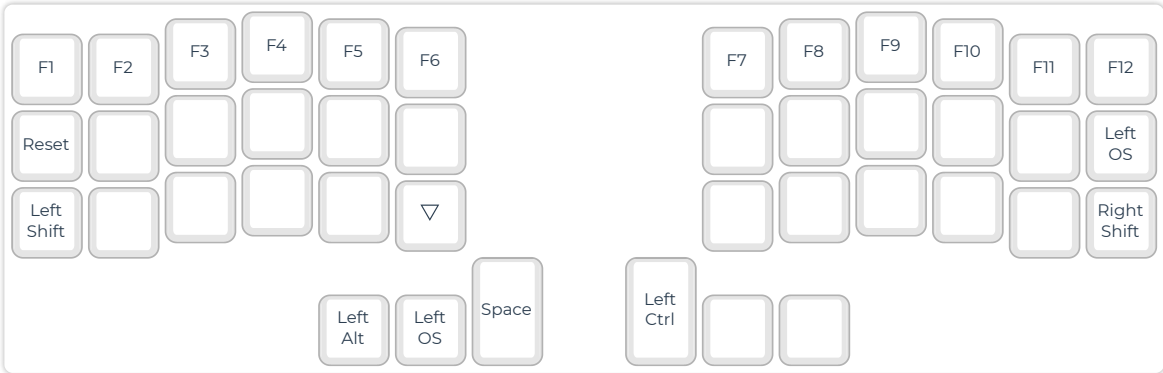 F1
F2
F3
F4
F5
F6
F7
F8
F9
F10
F11
F12
Reset
Left
OS
Left
Shift
▽
Right
Shift
Left
Alt
Left
OS
Space
Left
Ctrl